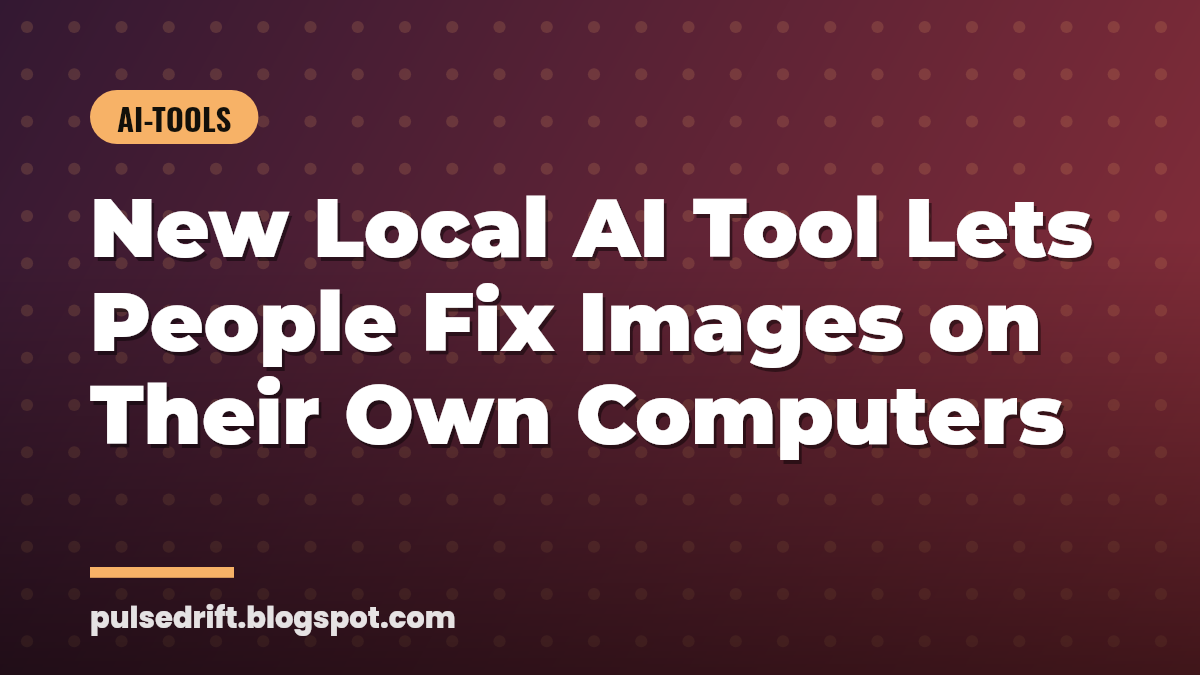 AI-TOOLS
New Local AI Tool Lets
People Fix Images on
Their Own Computers
pulsedrift.blogspot.com